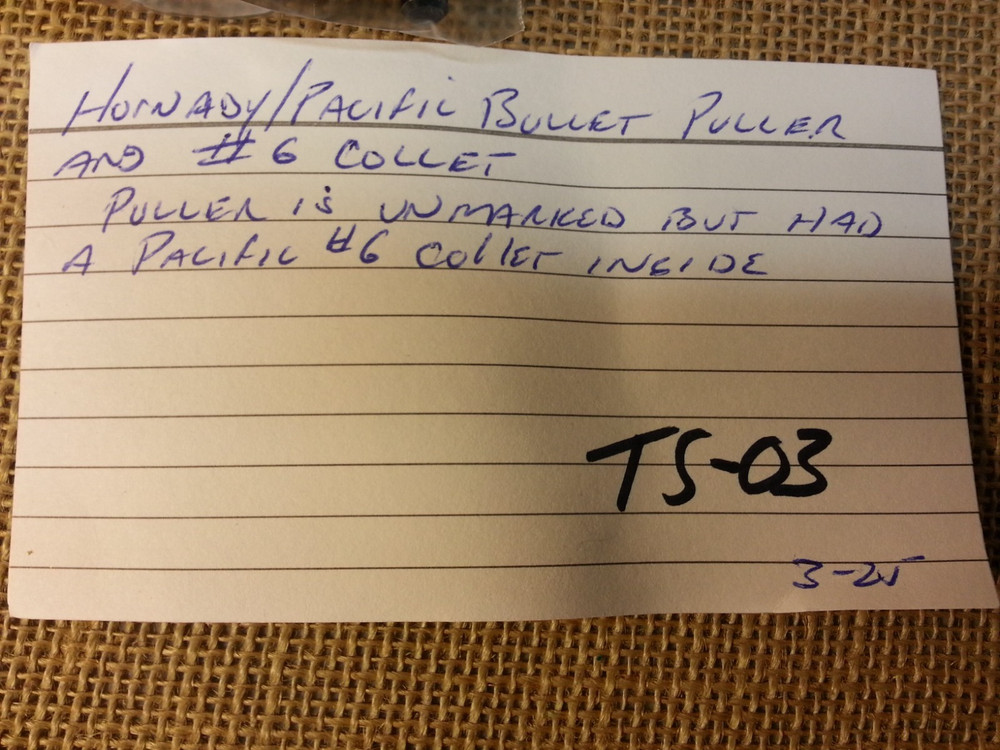 HORNADY/PACIFIC BULLET PULLER
AND #6 COLLET
PULLER IS UNMARKED BUT HAD
A PACIFIC #6 COLLET INSIDE
TS-03
3-25